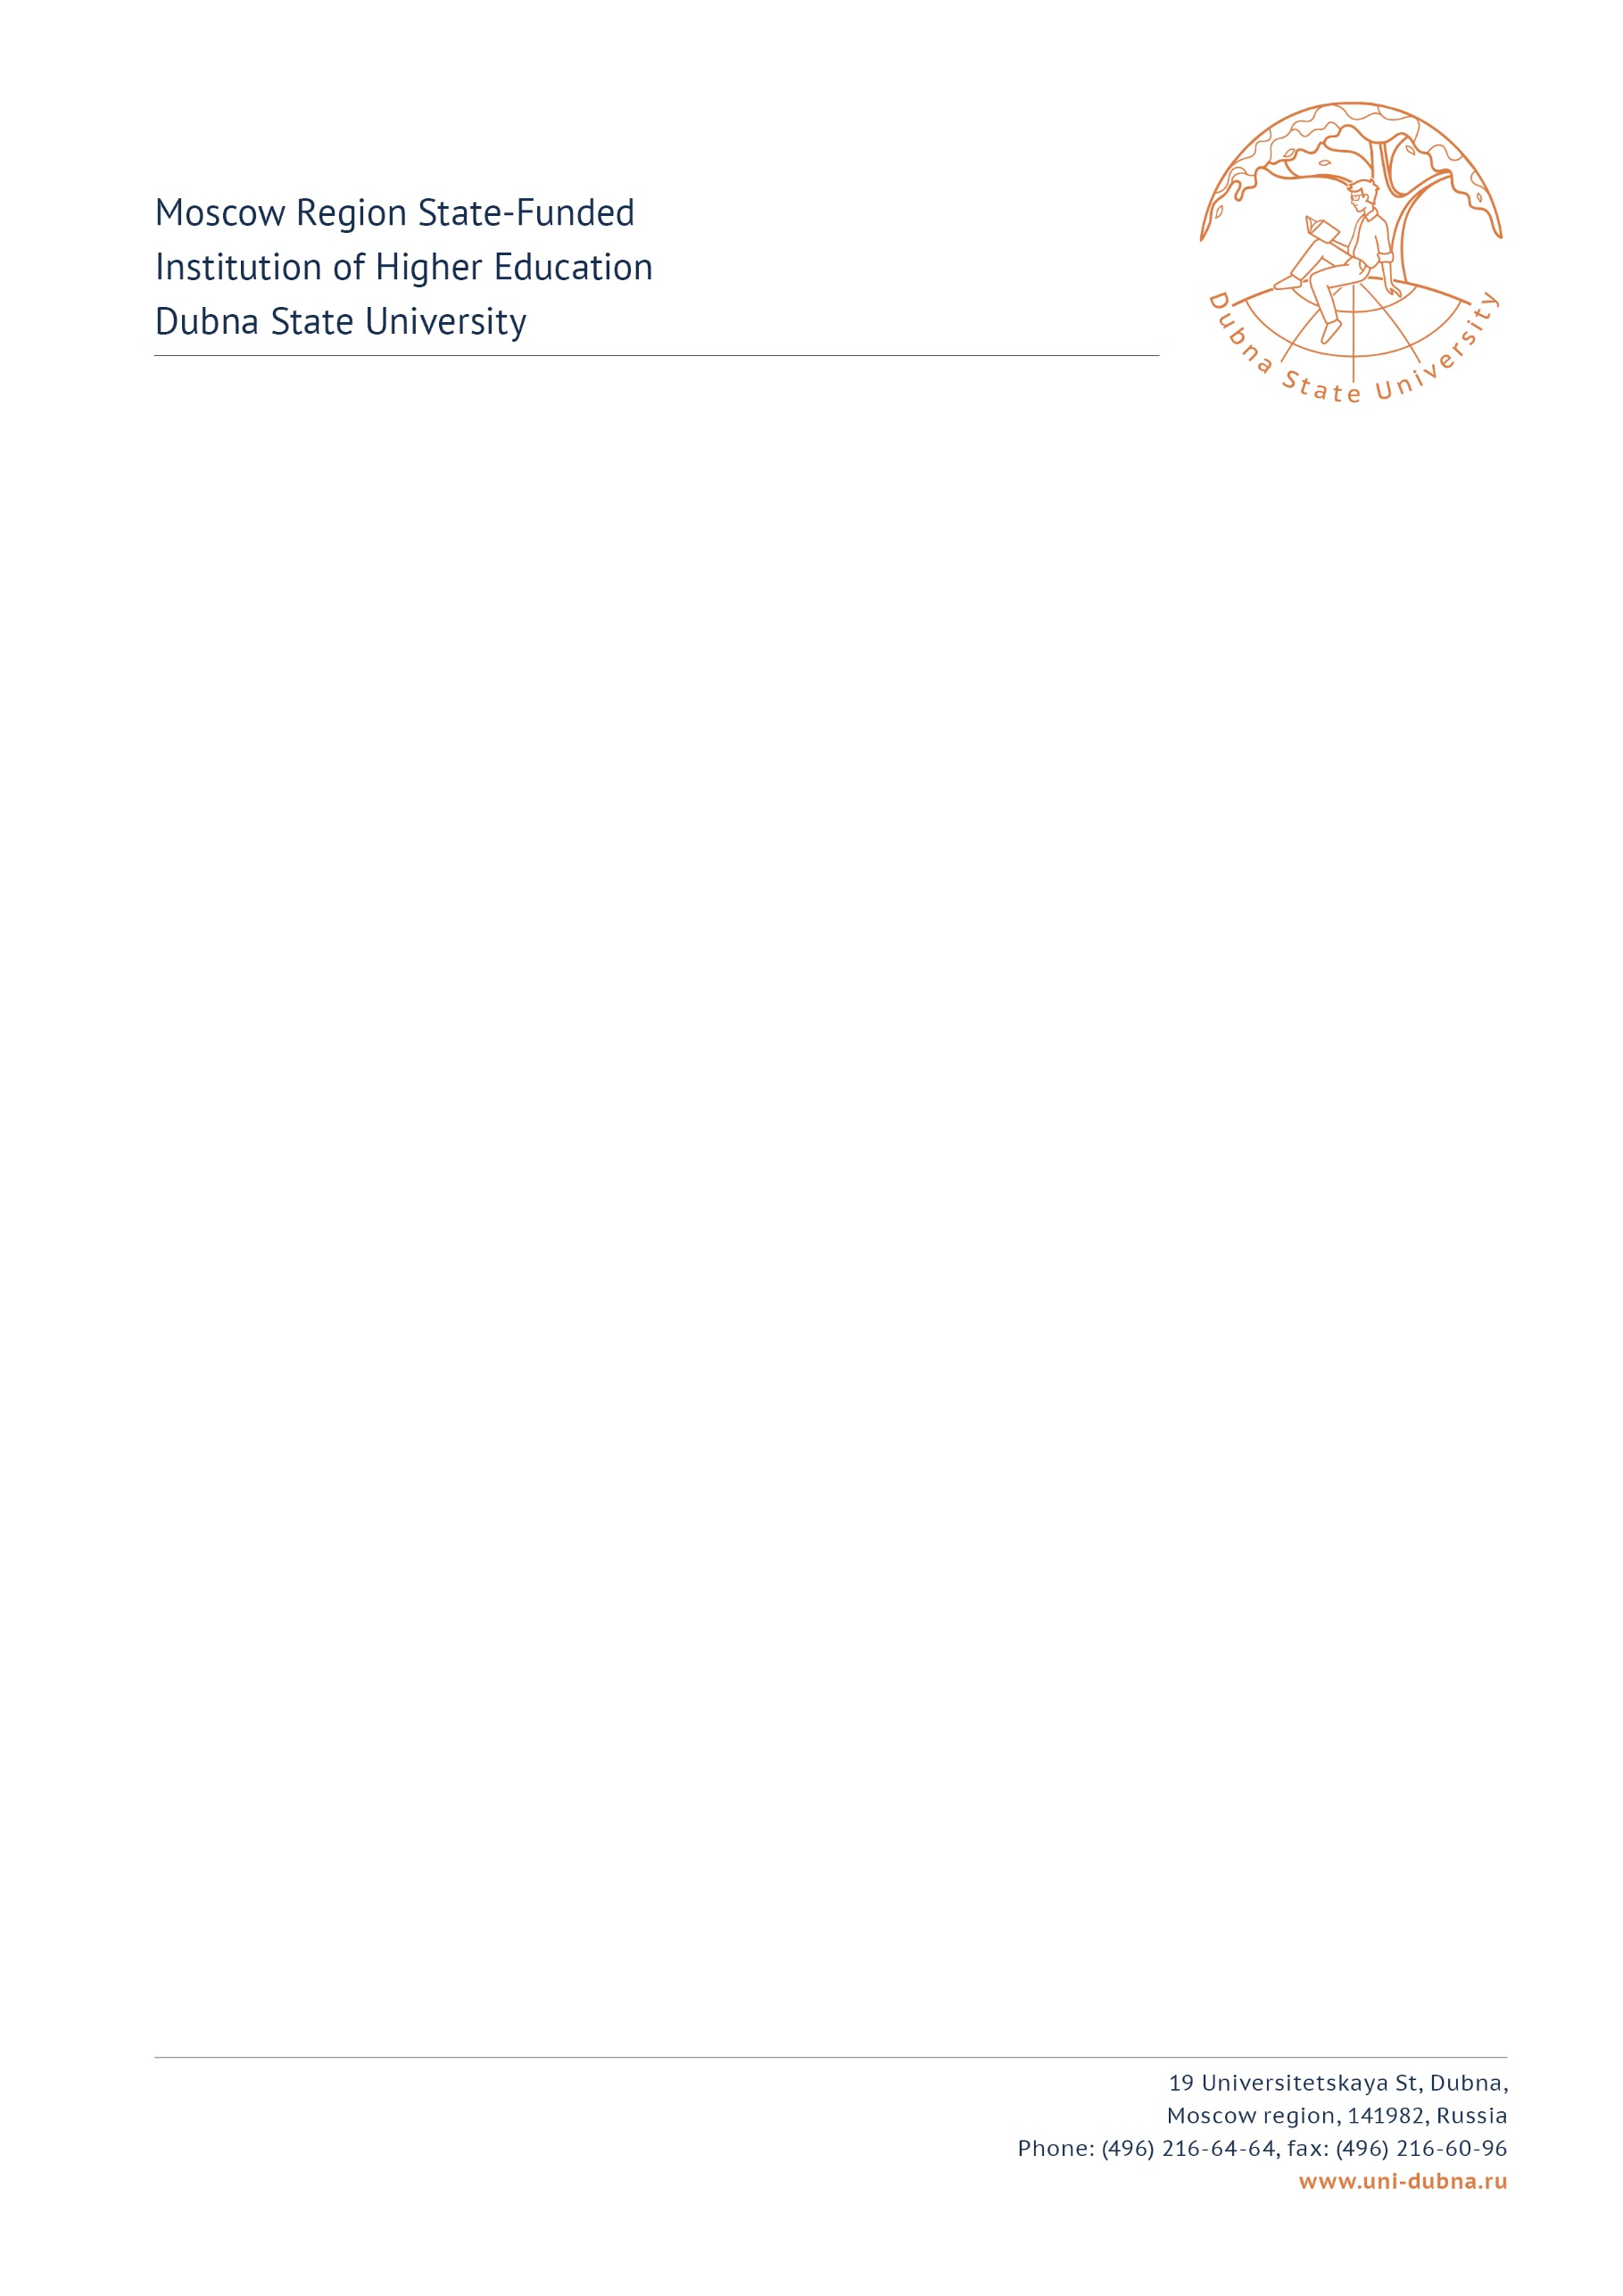 Moscow Region State-Funded
Institution of Higher Education
Dubna State University
Dubna State University
19 Universitetskaya St, Dubna,
Moscow region, 141982, Russia
Phone: (496) 216-64-64, fax: (496) 216-60-96
www.uni-dubna.ru